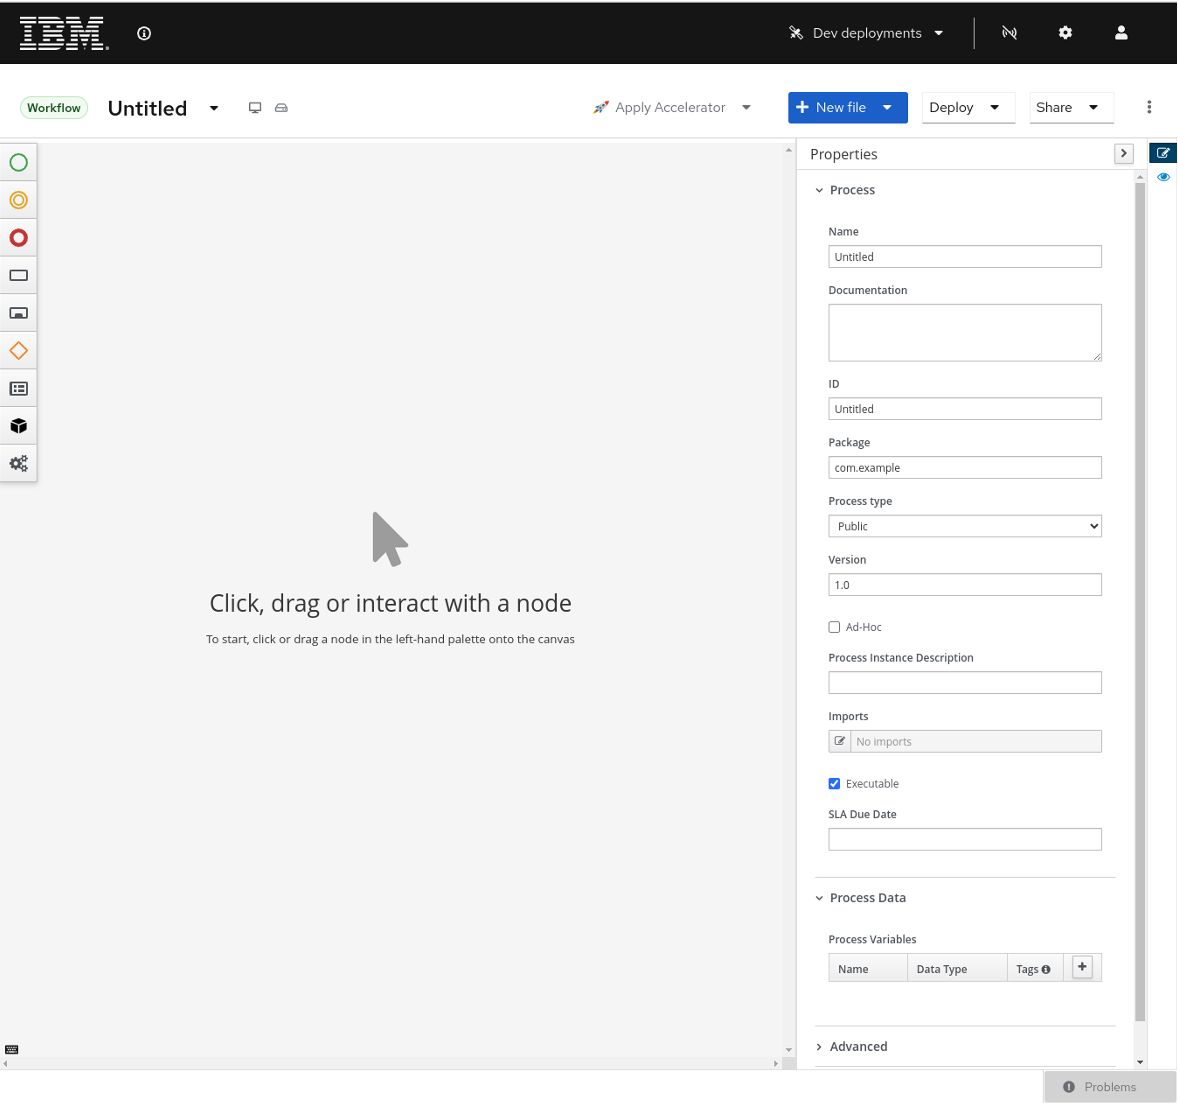 IBM
Dev deployments
Workflow
Untitled
Apply Accelerator
New file
Deploy
Share
Properties
Process
Name
Untitled
Documentation
ID
Untitled
Package
com.example
Process type
Public
Version
1.0
Ad-Hoc
Process Instance Description
Imports
No imports
Executable
SLA Due Date
Process Data
Process Variables
Name Data Type Tags
Advanced
Click, drag or interact with a node
To start, click or drag a node in the left-hand palette onto the canvas
Problems